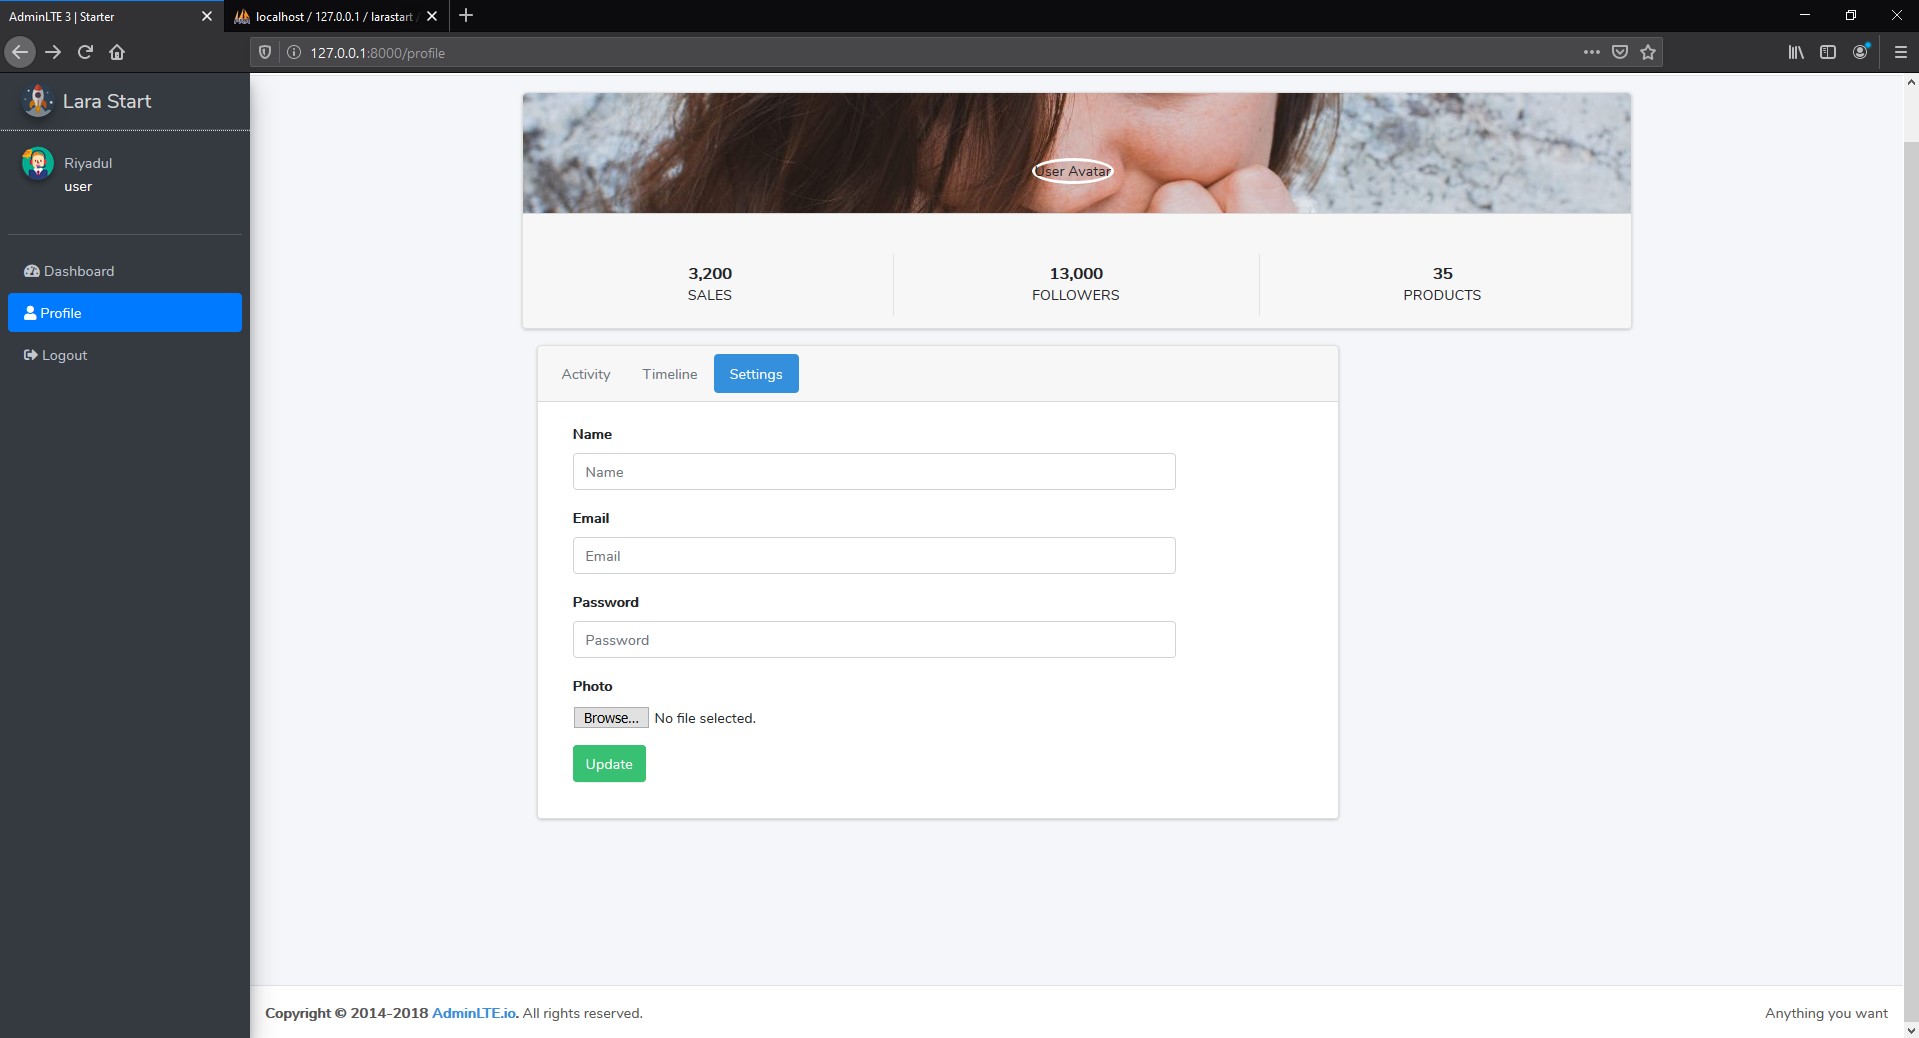 AdminLTE 3 | Starter
localhost / 127.0.0.1 / larastart
127.0.0.1:8000/profile
Lara Start
Riyadul
user
Dashboard
Profile
Logout
User Avatar
3,200
SALES
13,000
FOLLOWERS
35
PRODUCTS
Activity Timeline Settings
Name
Name
Email
Email
Password
Password
Photo
Browse... No file selected.
Update
Copyright © 2014-2018 AdminLTE.io. All rights reserved.
Anything you want